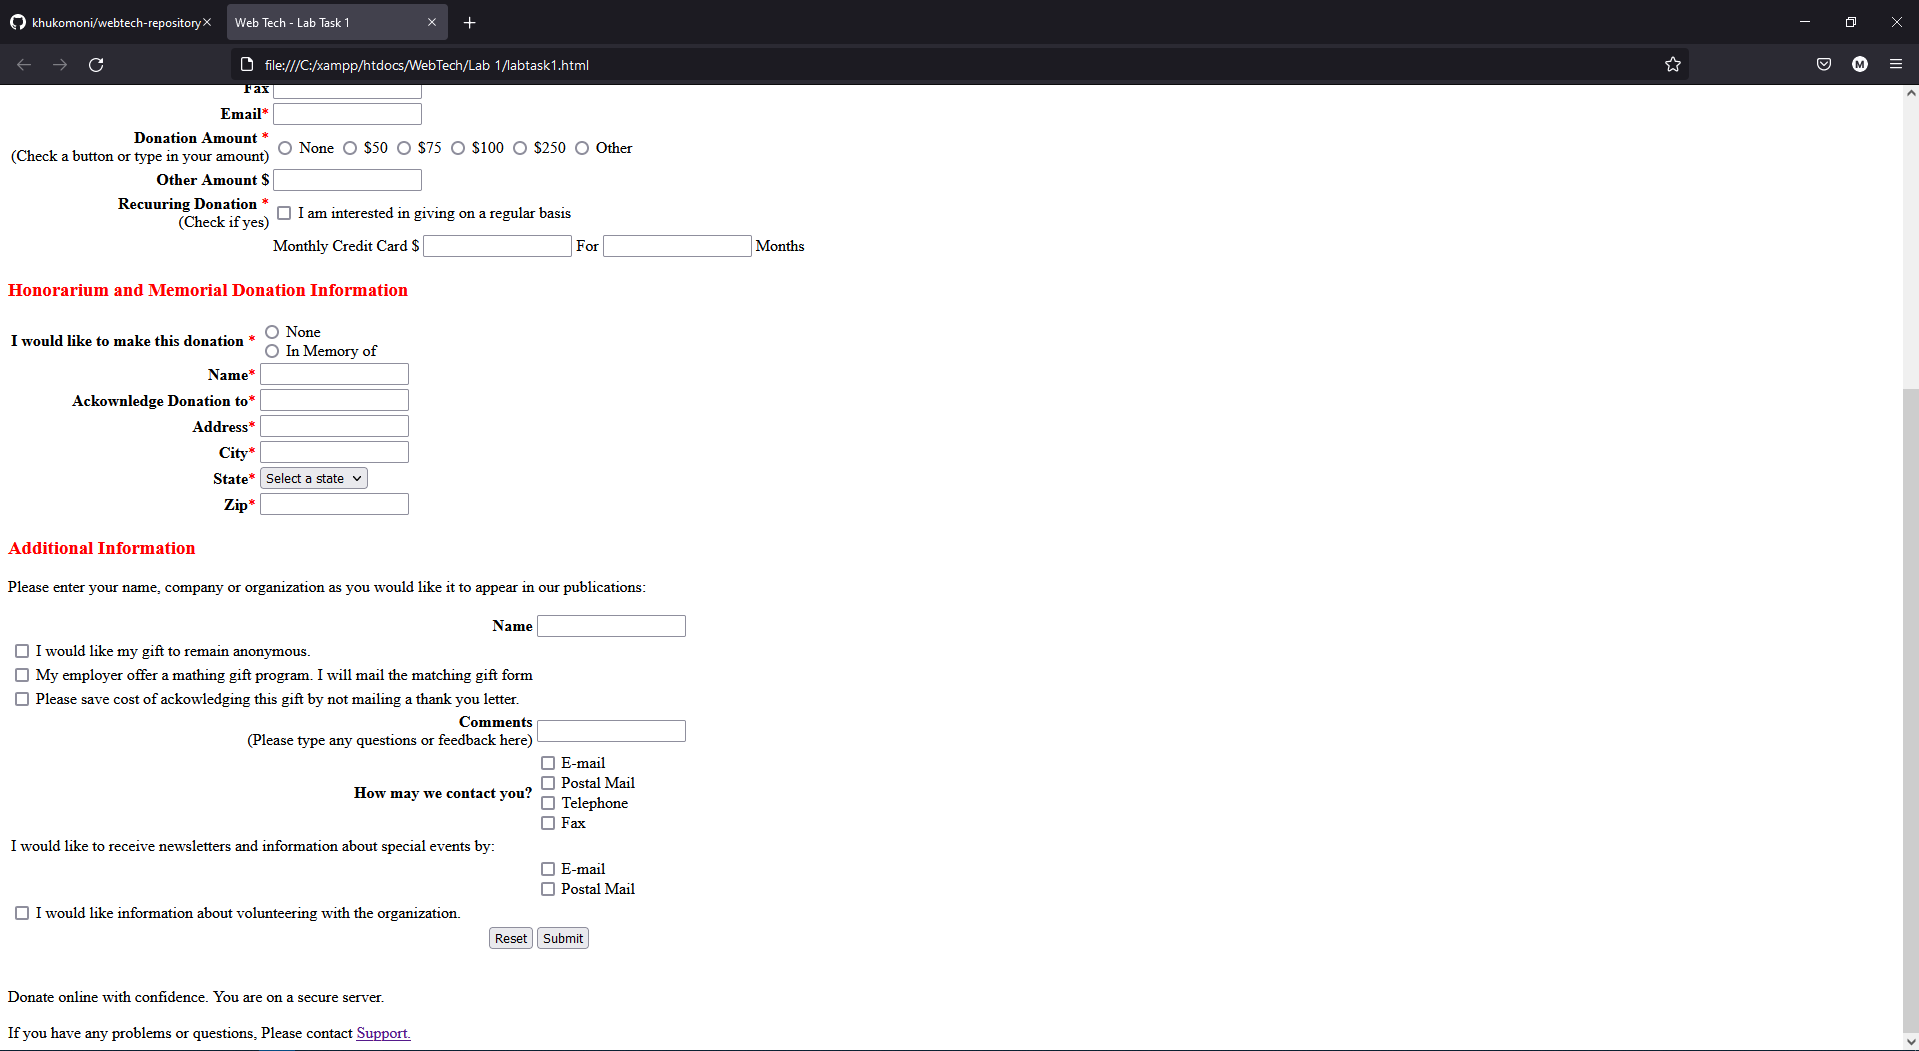 khukomoni/webtech-repository
Web Tech - Lab Task 1
file:///C:/xampp/htdocs/WebTech/Lab 1/labtask1.html
M
Fax
Email*
Donation Amount *
(Check a button or type in your amount)
None $50 $75 $100 $250 Other
Other Amount $
Recuuring Donation *
(Check if yes)
I am interested in giving on a regular basis
Monthly Credit Card $ For Months
Honorarium and Memorial Donation Information
I would like to make this donation *
None
In Memory of
Name*
Ackownledge Donation to*
Address*
City*
State* Select a state
Zip*
Additional Information
Please enter your name, company or organization as you would like it to appear in our publications:
Name
I would like my gift to remain anonymous.
My employer offer a mathing gift program. I will mail the matching gift form
Please save cost of ackowledging this gift by not mailing a thank you letter.
Comments
(Please type any questions or feedback here)
How may we contact you?
E-mail
Postal Mail
Telephone
Fax
I would like to receive newsletters and information about special events by:
E-mail
Postal Mail
I would like information about volunteering with the organization.
Reset Submit
Donate online with confidence. You are on a secure server.
If you have any problems or questions, Please contact Support.